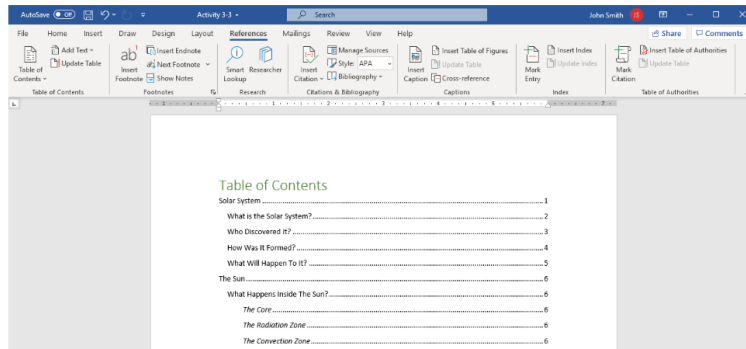 AutoSave Off Activity 3-3 Search John Smith JS
File Home Insert Draw Design Layout References Mailings Review View Help Share Comments
Table of Contents Add Text Update Table
Insert Footnote ab Insert Endnote Next Footnote Show Notes
Smart Lookup Researcher
Insert Citation Manage Sources Style: APA Bibliography
Insert Caption Insert Table of Figures Update Table Cross-reference
Mark Entry Insert Index Update Index
Mark Citation Insert Table of Authorities Update Table
Table of Contents Footnotes Research Citations & Bibliography Captions Index Table of Authorities
Table of Contents
Solar System 1
What is the Solar System? 2
Who Discovered It? 3
How Was It Formed? 4
What Will Happen To It? 5
The Sun 6
What Happens Inside The Sun? 6
The Core 6
The Radiation Zone 6
The Convection Zone 6